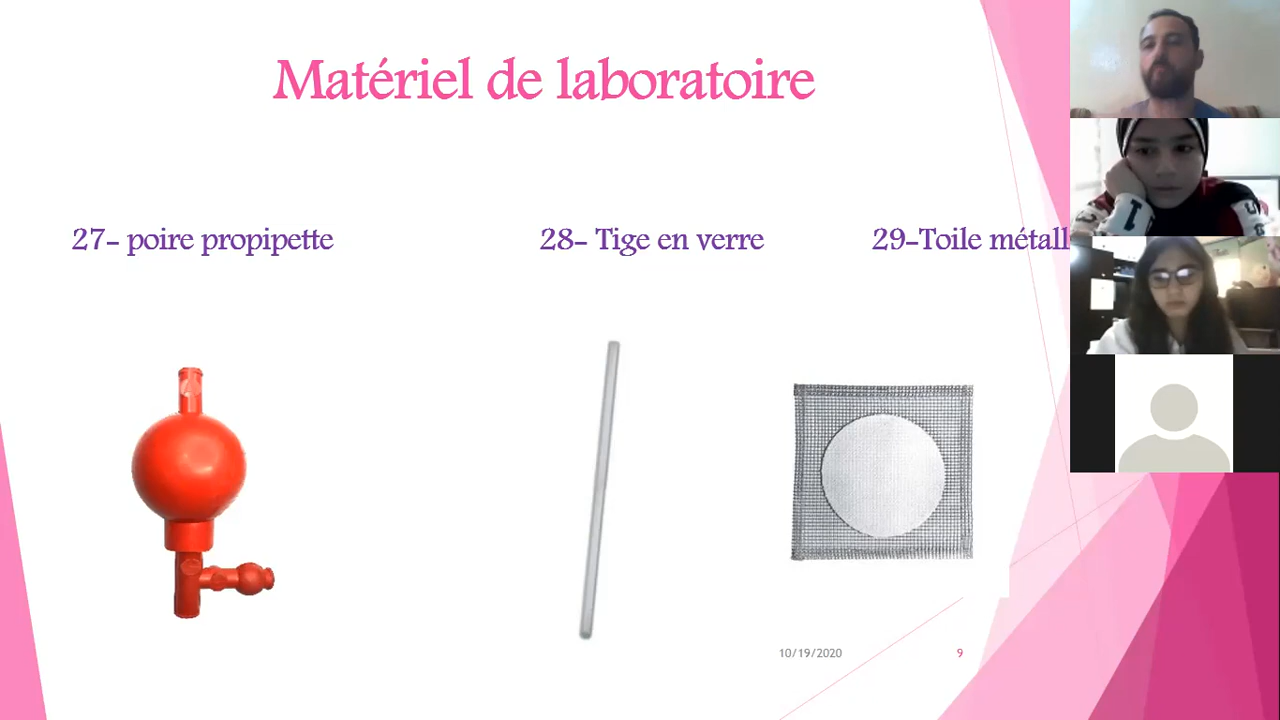 Matériel de laboratoire
27- poire propipette
28- Tige en verre
29-Toile métall
10/19/2020
9